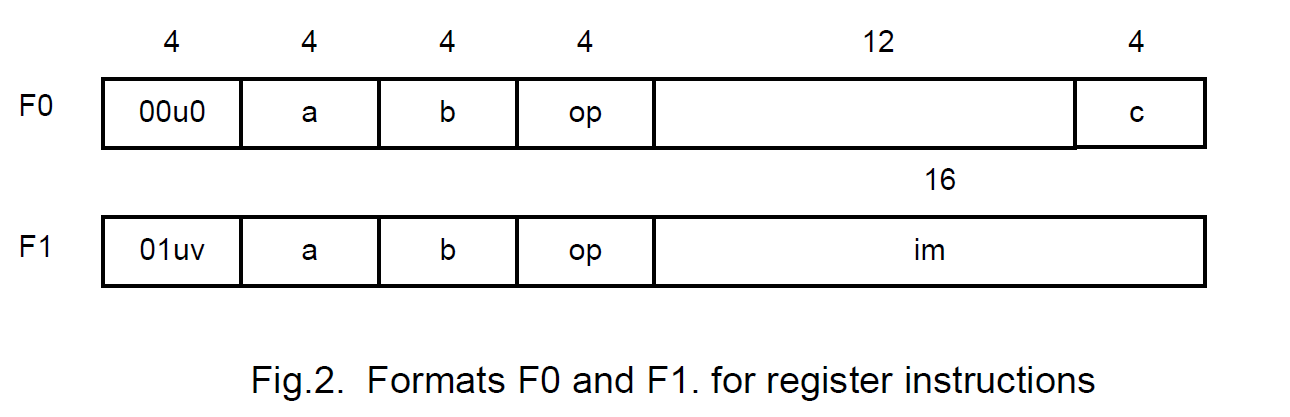 4 4 4 4 12 4
F0 00u0 a b op c
16
F1 01uv a b op im
Fig.2. Formats F0 and F1. for register instructions